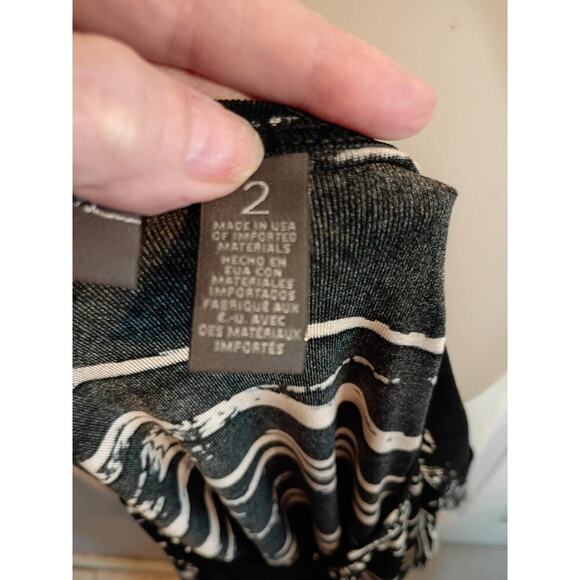 2
MADE IN USA
OF IMPORTED
MATERIALS
HECHO EN
EUA CON
MATERIALES
IMPORTADOS
FABRIQUE AUX
É.-U. AVEC
DES MATÉRIAUX
IMPORTÉS